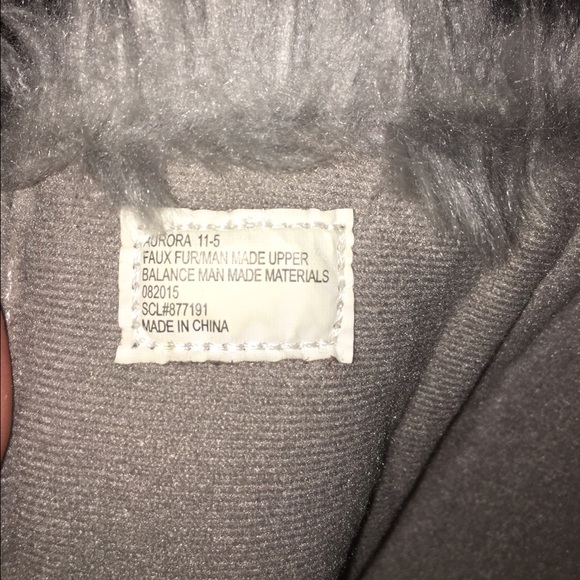 AURORA 11-5
FAUX FUR/MAN MADE UPPER
BALANCE MAN MADE MATERIALS
082015
SCL#877191
MADE IN CHINA